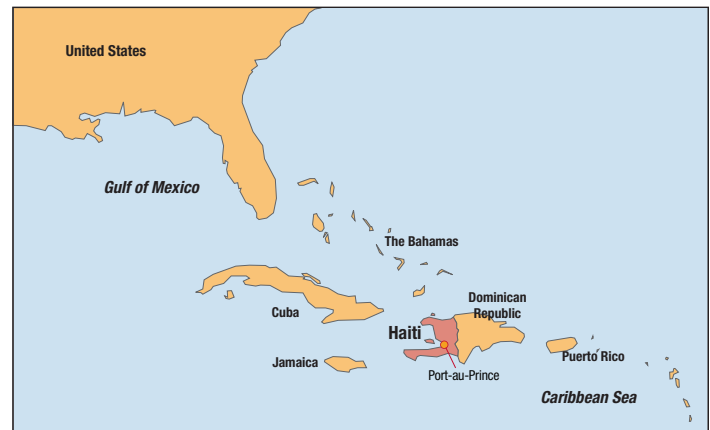 United States
Gulf of Mexico
The Bahamas
Cuba
Dominican
Republic
Haiti
Jamaica
Puerto Rico
Port-au-Prince
Caribbean Sea